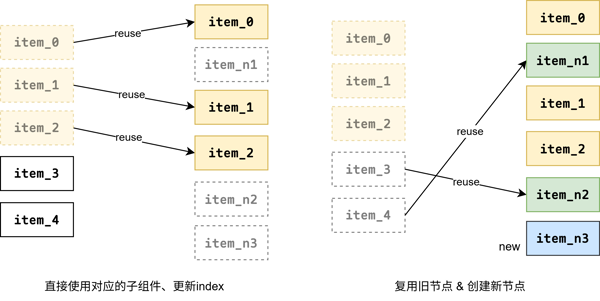 item_0
item_1
item_2
item_3
item_4
reuse
reuse
reuse
item_0
item_n1
item_1
item_2
item_n2
item_n3
直接使用对应的子组件、更新index
item_0
item_1
item_2
item_3
item_4
reuse
reuse
new
item_0
item_n1
item_1
item_2
item_n2
item_n3
复用旧节点 & 创建新节点